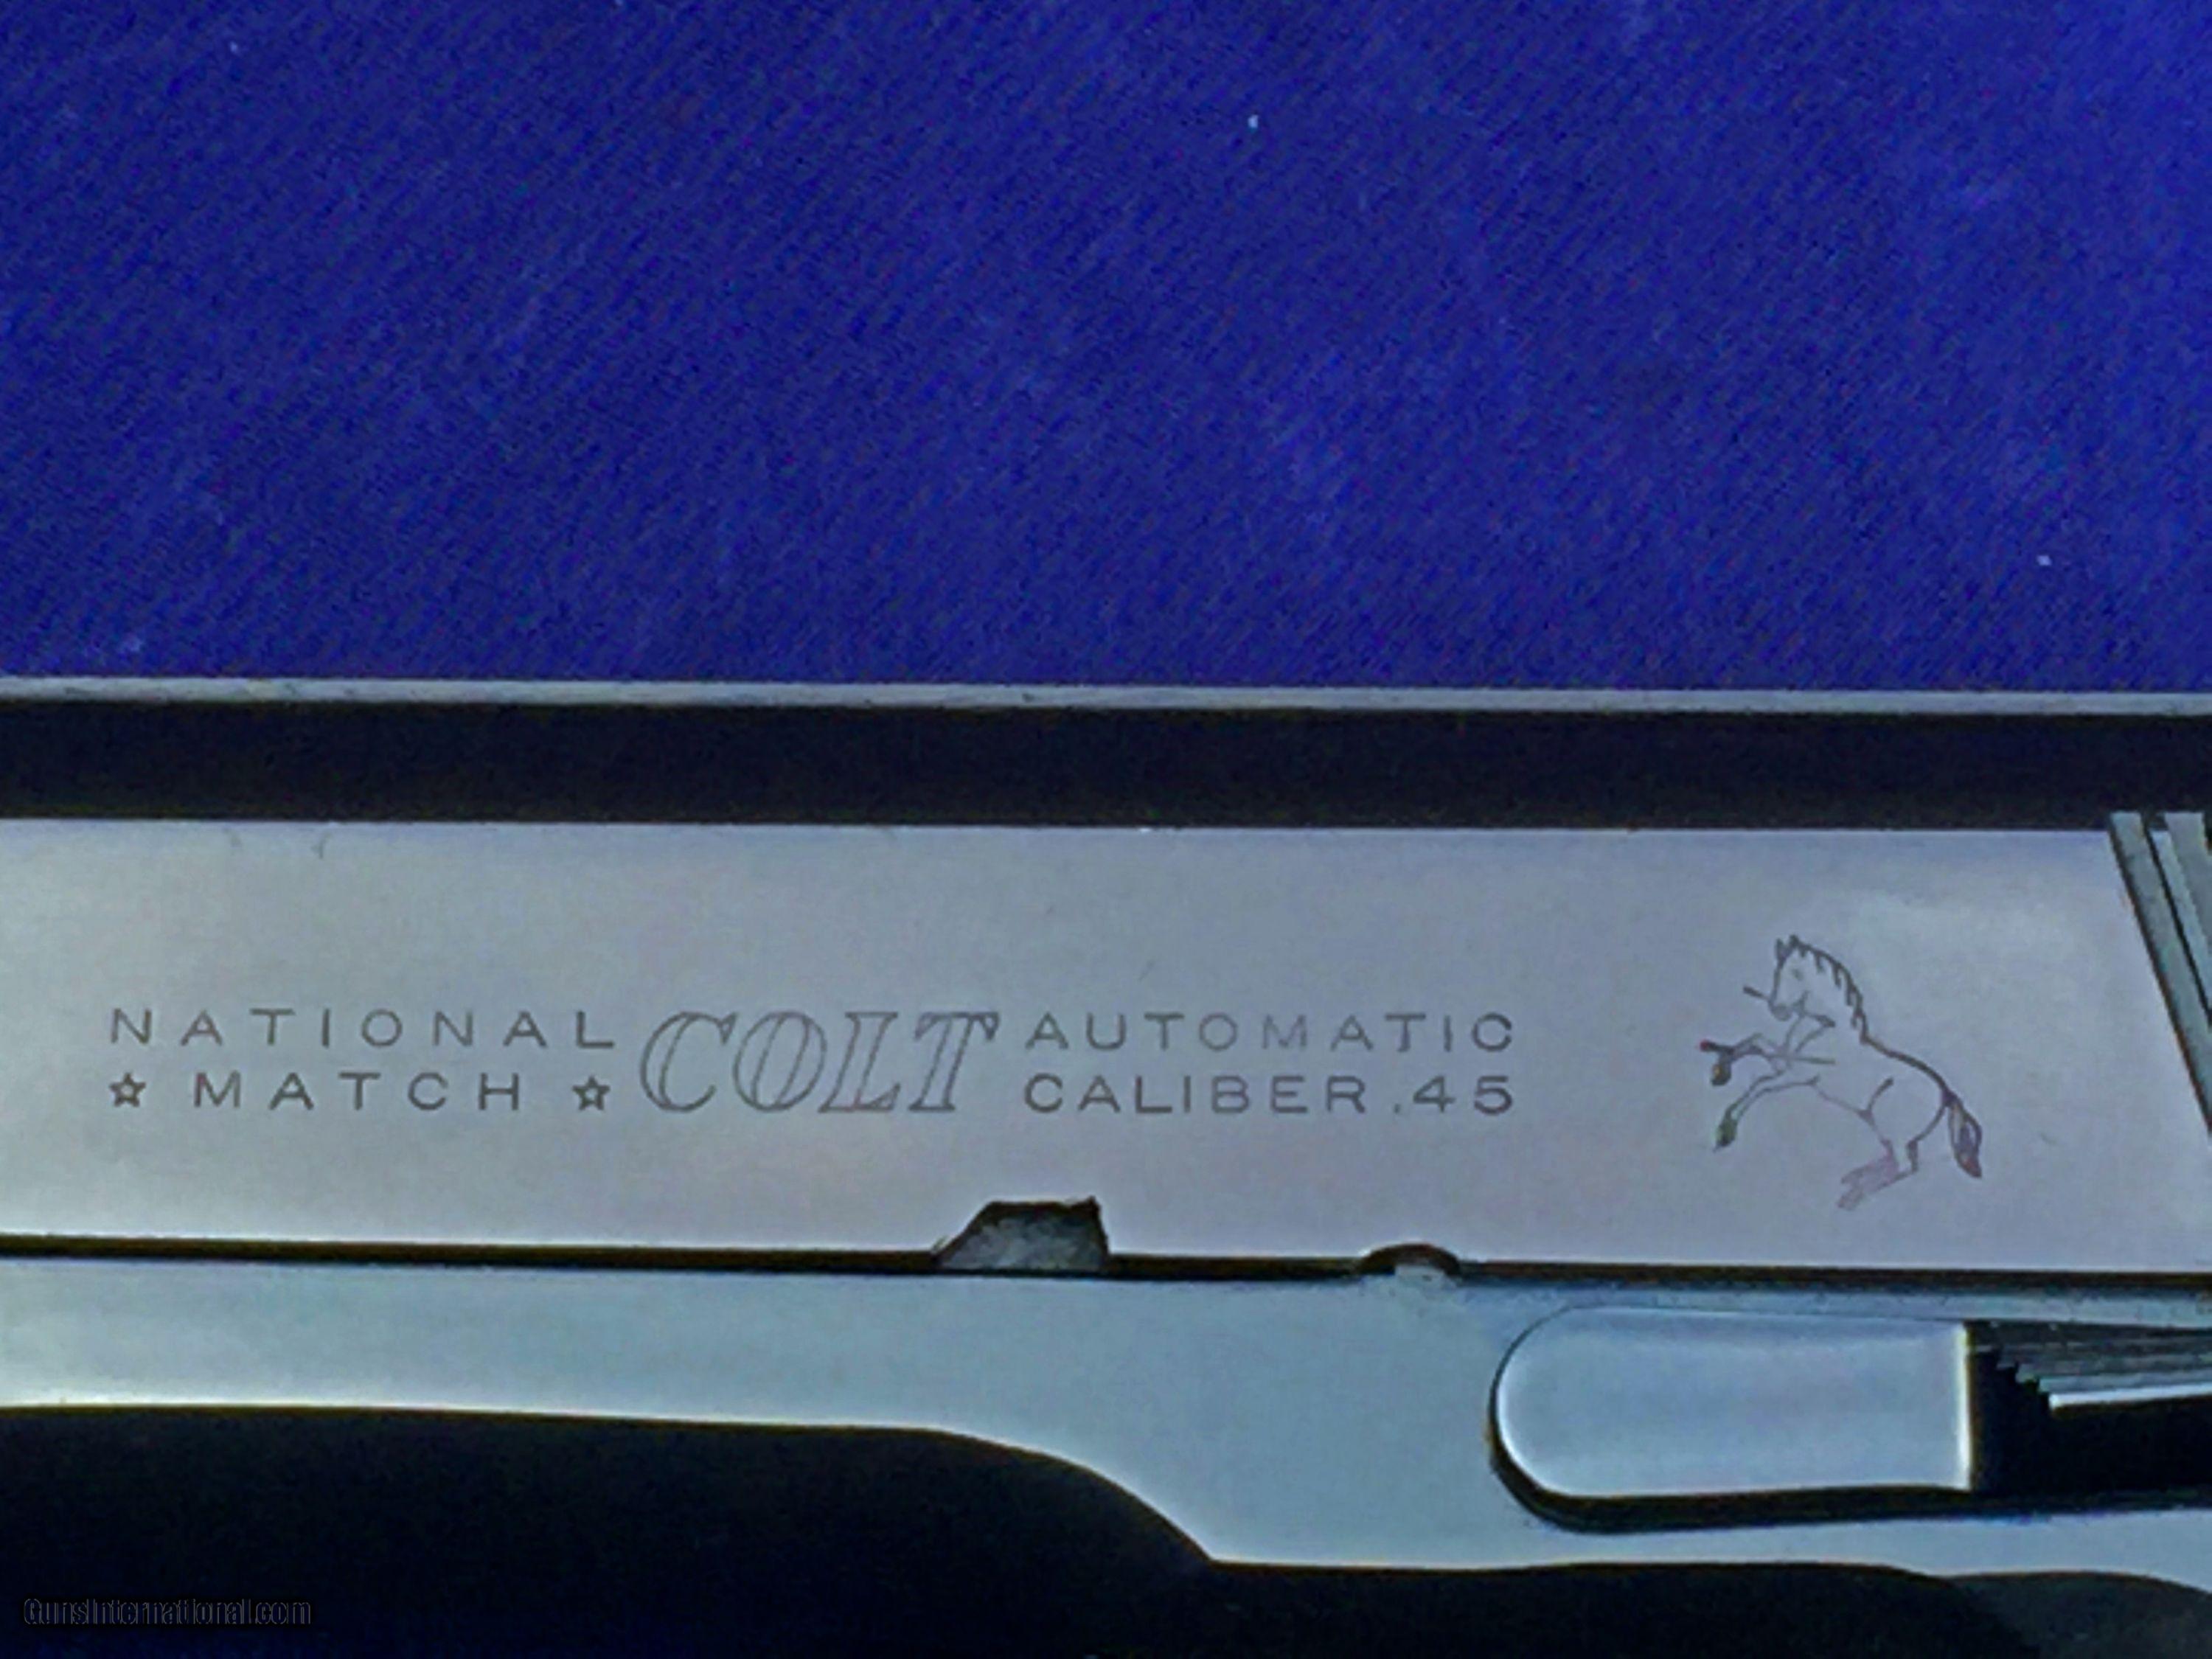 NATIONAL COLT AUTOMATIC
☆ MATCH ☆ CALIBER .45
GunsInternational.com